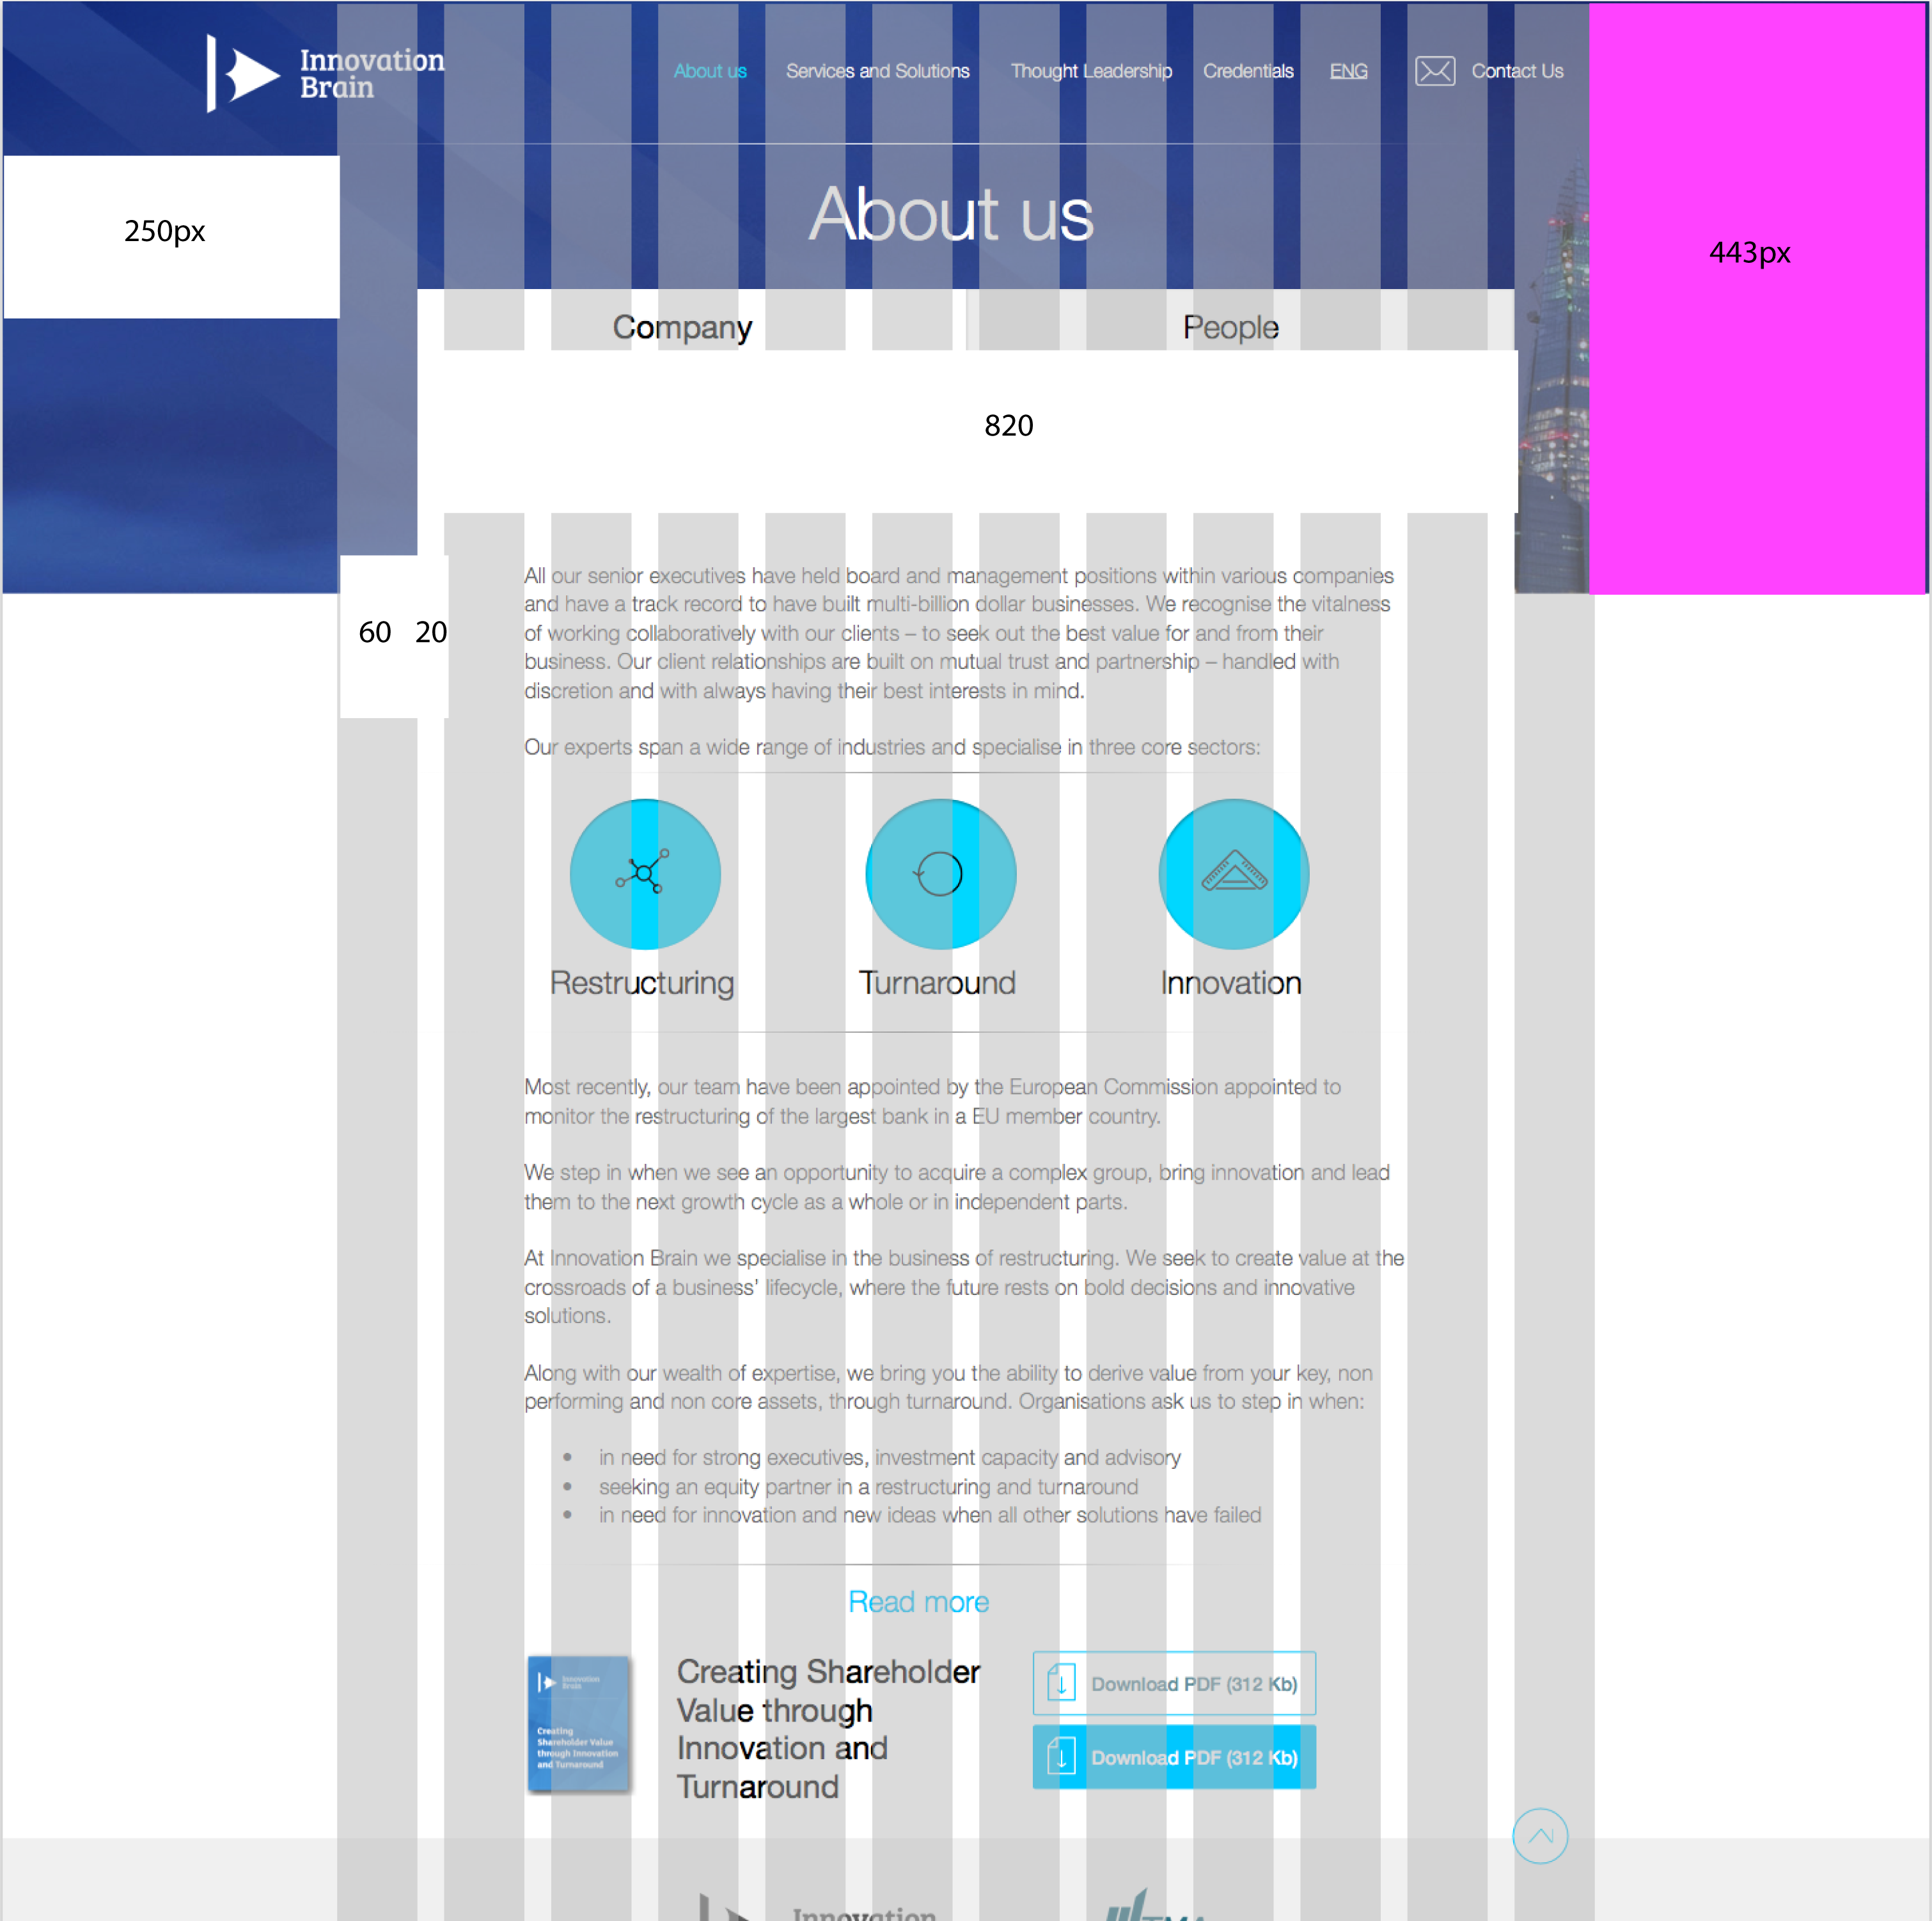 Innovation
Brain
About us
Services and Solutions
Thought Leadership
Credentials
ENG
Contact Us
250px
About us
443px
Company
People
820
60 20
All our senior executives have held board and management positions within various companies
and have a track record to have built multi-billion dollar businesses. We recognise the vitalness
of working collaboratively with our clients – to seek out the best value for and from their
business. Our client relationships are built on mutual trust and partnership – handled with
discretion and with always having their best interests in mind.
Our experts span a wide range of industries and specialise in three core sectors:
Restructuring
Turnaround
Innovation
Most recently, our team have been appointed by the European Commission appointed to
monitor the restructuring of the largest bank in a EU member country.
We step in when we see an opportunity to acquire a complex group, bring innovation and lead
them to the next growth cycle as a whole or in independent parts.
At Innovation Brain we specialise in the business of restructuring. We seek to create value at the
crossroads of a business' lifecycle, where the future rests on bold decisions and innovative
solutions.
Along with our wealth of expertise, we bring you the ability to derive value from your key, non
performing and non core assets, through turnaround. Organisations ask us to step in when:
• in need for strong executives, investment capacity and advisory
• seeking an equity partner in a restructuring and turnaround
• in need for innovation and new ideas when all other solutions have failed
Read more
Innovation
Brain
Creating
Shareholder Value
through Innovation
and Turnaround
Creating Shareholder
Value through
Innovation and
Turnaround
Download PDF (312 Kb)
Download PDF (312 Kb)
Innovation
TMA